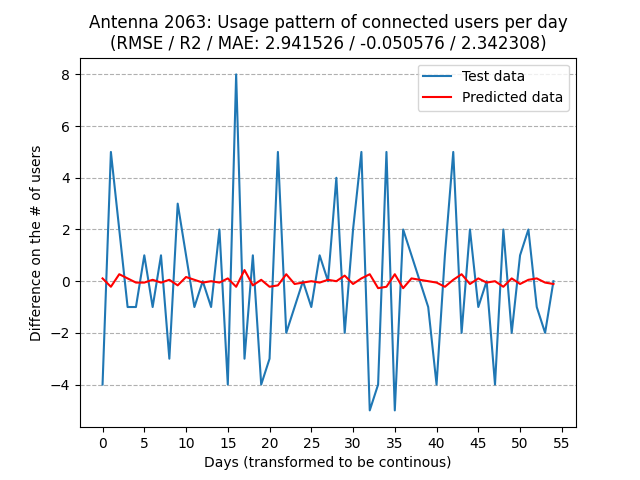 Antenna 2063: Usage pattern of connected users per day
(RMSE / R2 / MAE: 2.941526 / -0.050576 / 2.342308)
Test data
Predicted data
Difference on the # of users
8
6
4
2
0
−2
−4
0 5 10 15 20 25 30 35 40 45 50 55
Days (transformed to be continous)